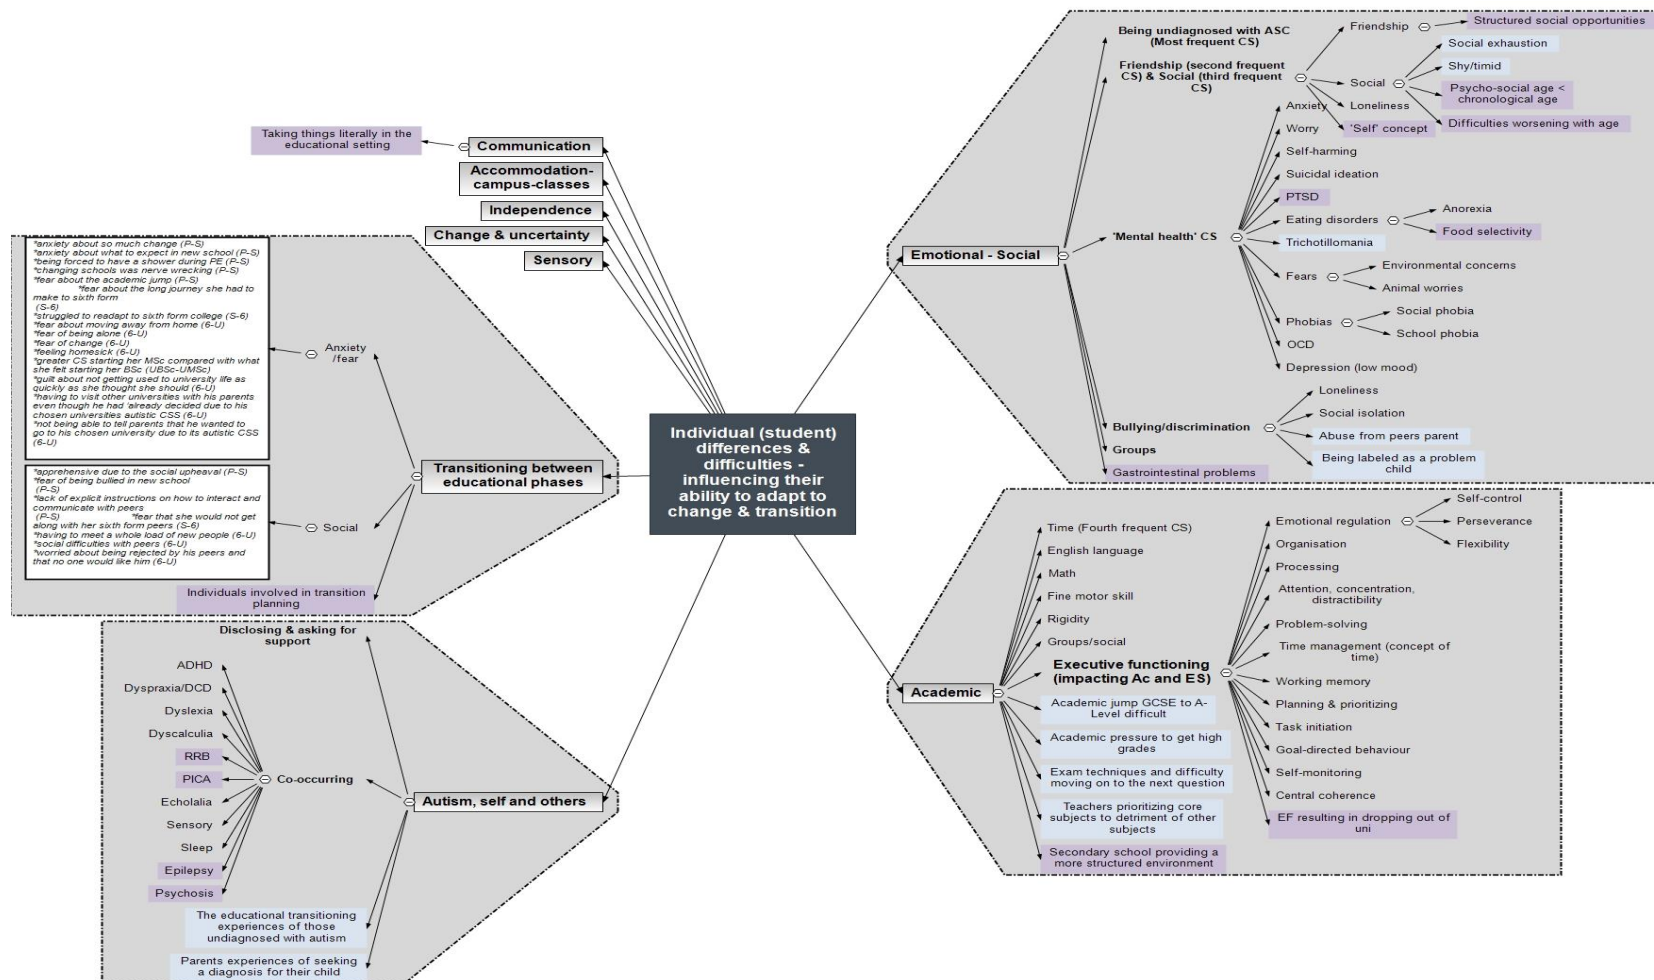 Individual (student)
differences &
difficulties -
influencing their
ability to adapt to
change & transition
Communication
Taking things literally in the
educational setting
Accommodation-
campus-classes
Independence
Change & uncertainty
Sensory
Transitioning between
educational phases
Anxiety
/fear
*anxiety about so much change (P-S)
*anxiety about what to expect in new school (P-S)
*being forced to have a shower during PE (P-S)
*changing schools was nerve wrecking (P-S)
*fear about the academic jump (P-S)
*fear about the long journey she had to
make to sixth form
(S-6)
*struggled to readapt to sixth form college (S-6)
*fear about moving away from home (6-U)
*fear of being alone (6-U)
*fear of change (6-U)
*feeling homesick (6-U)
*greater CS starting her MSc compared with what
she felt starting her BSc (UBSc-UMSc)
*guilt about not getting used to university life as
quickly as she thought she should (6-U)
*having to visit other universities with his parents
even though he had 'already decided due to his
chosen universities autistic CSS (6-U)
*not being able to tell parents that he wanted to
go to his chosen university due to its autistic CSS
(6-U)
Social
*apprehensive due to the social upheaval (P-S)
*fear of being bullied in new school
(P-S)
*lack of explicit instructions on how to interact and
communicate with peers
(P-S) *fear that she would not get
along with her sixth form peers (S-6)
*having to meet a whole load of new people (6-U)
*social difficulties with peers (6-U)
*worried about being rejected by his peers and
that no one would like him (6-U)
Individuals involved in transition
planning
Autism, self and others
Disclosing & asking for
support
Co-occurring
ADHD
Dyspraxia/DCD
Dyslexia
Dyscalculia
RRB
PICA
Echolalia
Sensory
Sleep
Epilepsy
Psychosis
The educational transitioning
experiences of those
undiagnosed with autism
Parents experiences of seeking
a diagnosis for their child
Emotional - Social
Being undiagnosed with ASC
(Most frequent CS)
Friendship (second frequent
CS) & Social (third frequent
CS)
Friendship
Structured social opportunities
Social
Social exhaustion
Shy/timid
Psycho-social age <
chronological age
Difficulties worsening with age
Loneliness
'Self' concept
'Mental health' CS
Anxiety
Worry
Self-harming
Suicidal ideation
PTSD
Eating disorders
Anorexia
Food selectivity
Trichotillomania
Fears
Environmental concerns
Animal worries
Phobias
Social phobia
School phobia
OCD
Depression (low mood)
Bullying/discrimination
Loneliness
Social isolation
Abuse from peers parent
Being labeled as a problem
child
Groups
Gastrointestinal problems
Academic
Time (Fourth frequent CS)
English language
Math
Fine motor skill
Rigidity
Groups/social
Executive functioning
(impacting Ac and ES)
Emotional regulation
Self-control
Perseverance
Flexibility
Organisation
Processing
Attention, concentration,
distractibility
Problem-solving
Time management (concept of
time)
Working memory
Planning & prioritizing
Task initiation
Goal-directed behaviour
Self-monitoring
Central coherence
EF resulting in dropping out of
uni
Academic jump GCSE to A-
Level difficult
Academic pressure to get high
grades
Exam techniques and difficulty
moving on to the next question
Teachers prioritizing core
subjects to detriment of other
subjects
Secondary school providing a
more structured environment